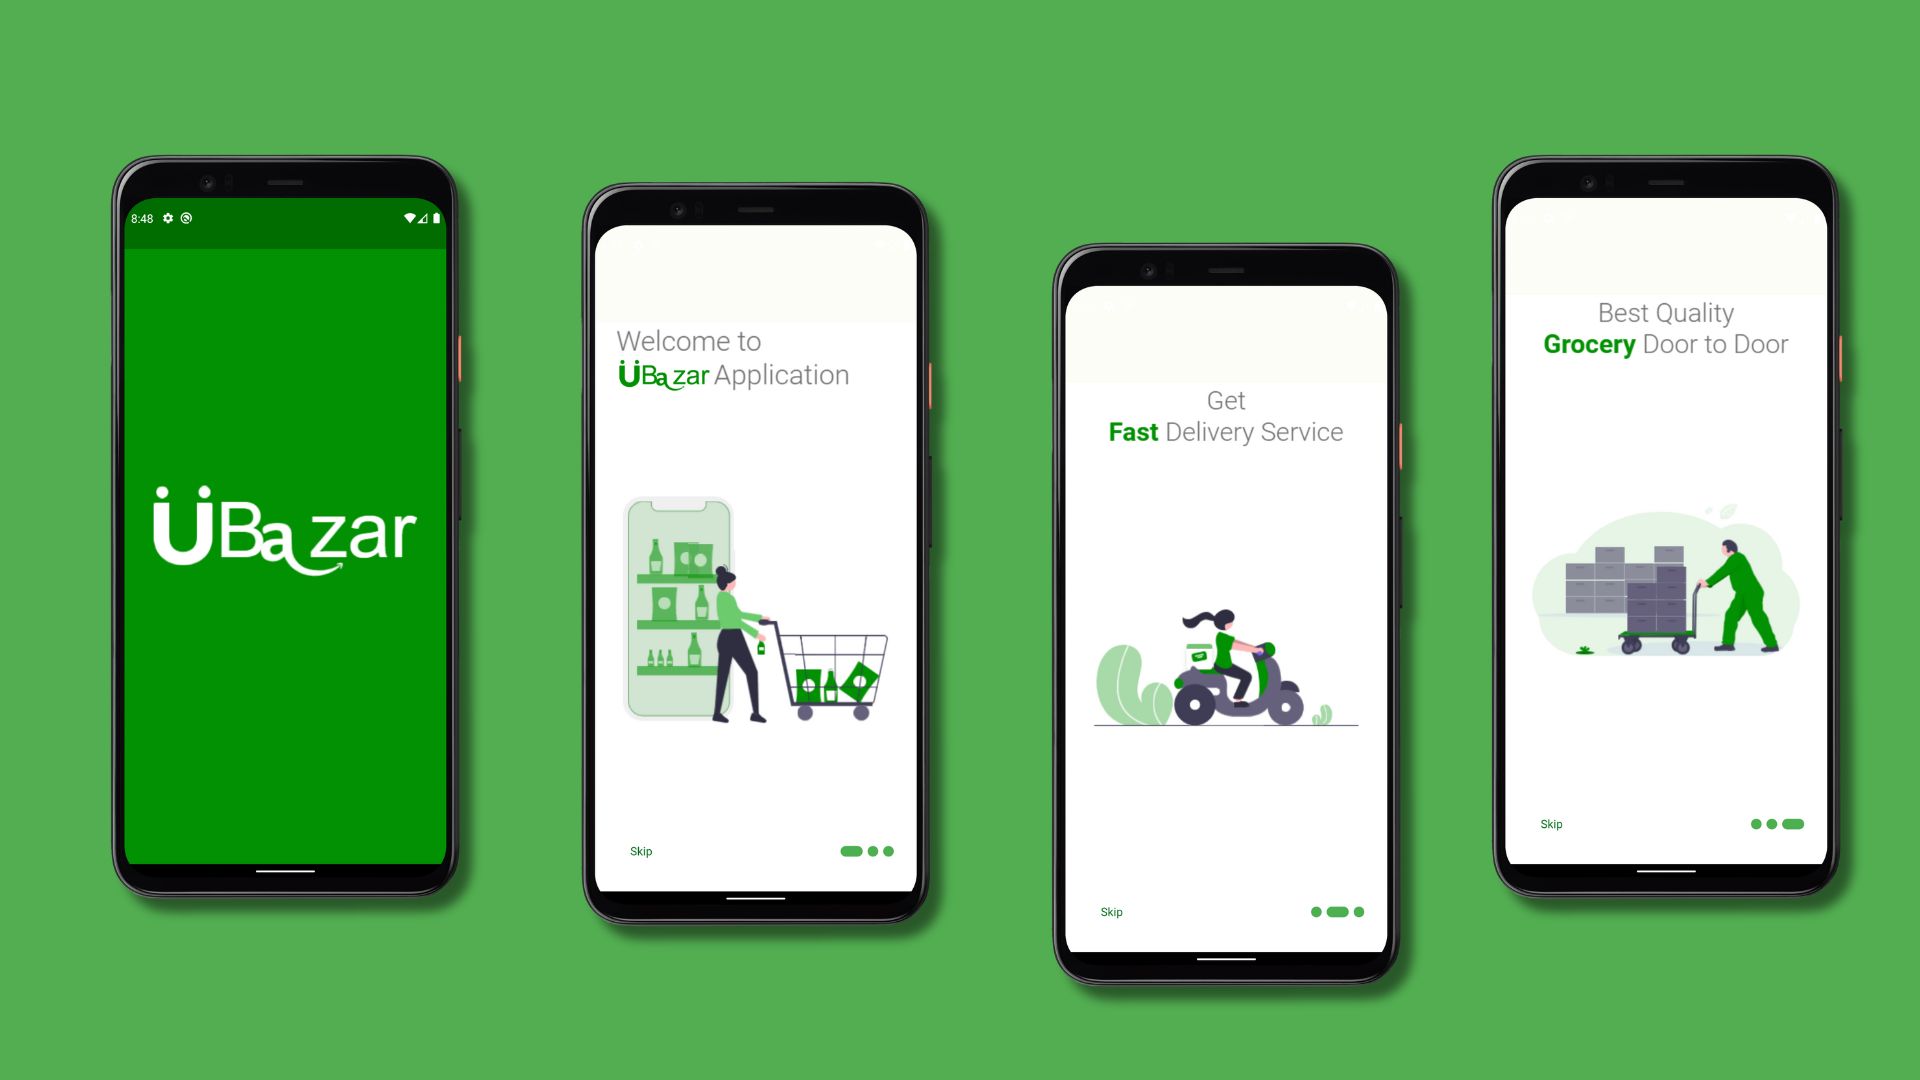 8:48
ÜBazar
Welcome to
ÜBazar Application
Skip
Get
Fast Delivery Service
Skip
Best Quality
Grocery Door to Door
Skip